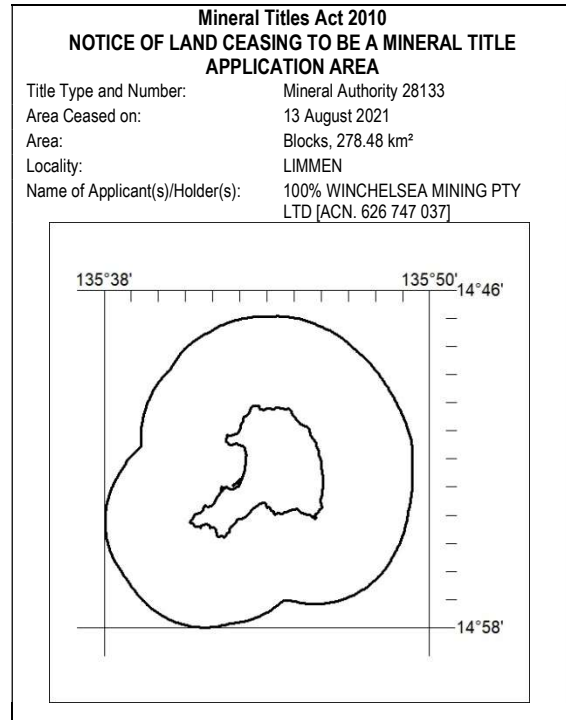 Mineral Titles Act 2010
NOTICE OF LAND CEASING TO BE A MINERAL TITLE
APPLICATION AREA
Title Type and Number: Mineral Authority 28133
Area Ceased on: 13 August 2021
Area: Blocks, 278.48 km²
Locality: LIMMEN
Name of Applicant(s)/Holder(s): 100% WINCHELSEA MINING PTY
LTD [ACN. 626 747 037]
135°38' 135°50'
14°46'
14°58'